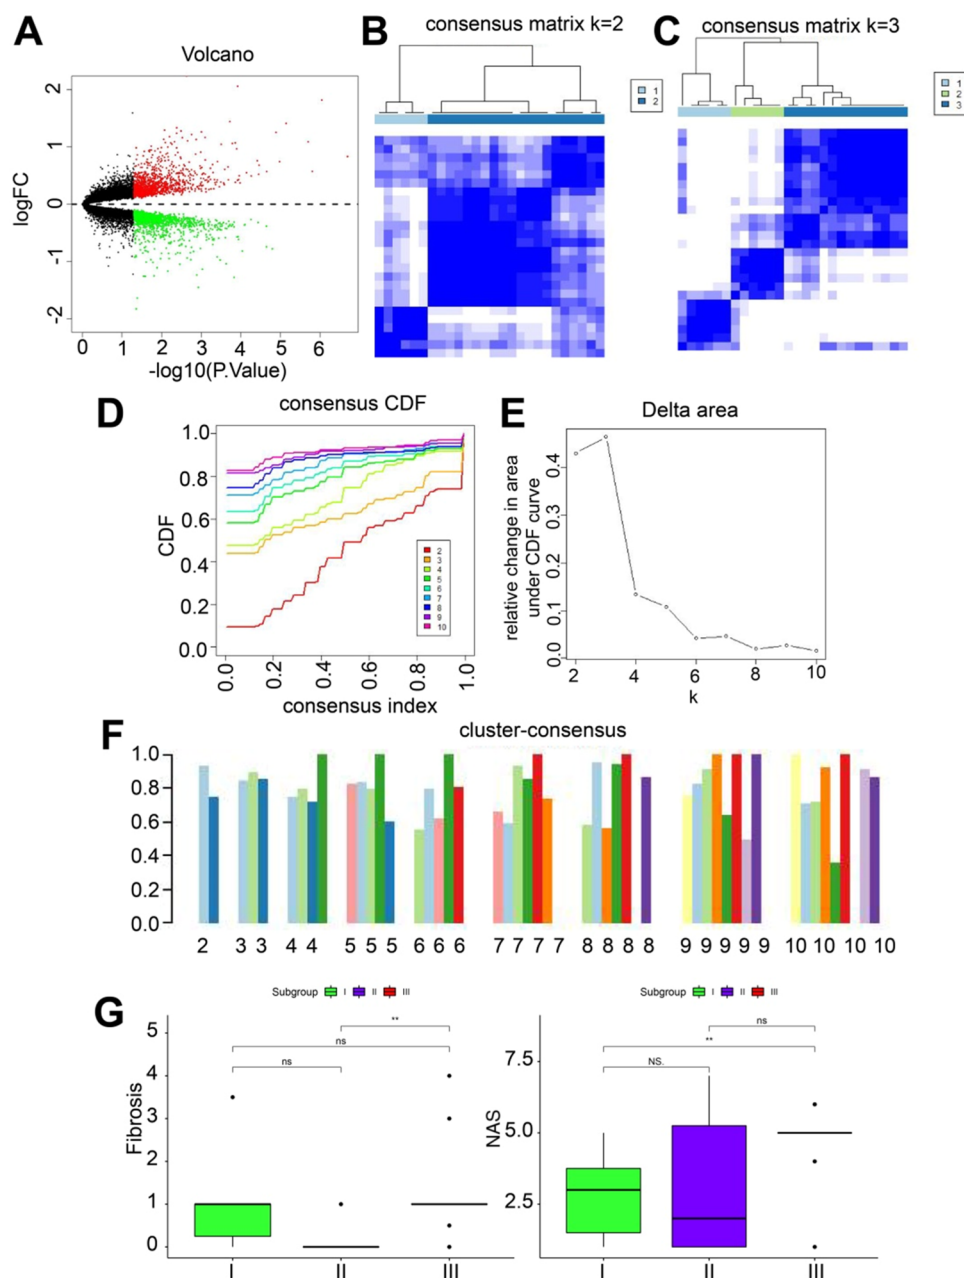 A
Volcano
logFC
2
1
0
-1
-2
0 1 2 3 4 5 6
-log10(P.Value)
B
consensus matrix k=2
1
2
C
consensus matrix k=3
1
2
3
D
consensus CDF
CDF
1.0
0.8
0.6
0.4
0.2
0.0
2
3
4
5
6
7
8
9
10
0.0 0.2 0.4 0.6 0.8 1.0
consensus index
E
Delta area
relative change in area
under CDF curve
0.4
0.3
0.2
0.1
0.0
2 4 6 8 10
k
F
cluster-consensus
1.0
0.8
0.6
0.4
0.2
0.0
2 3 3 4 4 5 5 5 6 6 6 7 7 7 7 8 8 8 8 9 9 9 9 9 10 10 10 10
G
Subgroup I II III
Fibrosis
5
4
3
2
1
0
**
ns
ns
I II III
Subgroup I II III
NAS
7.5
5.0
2.5
ns
**
NS.
I II III